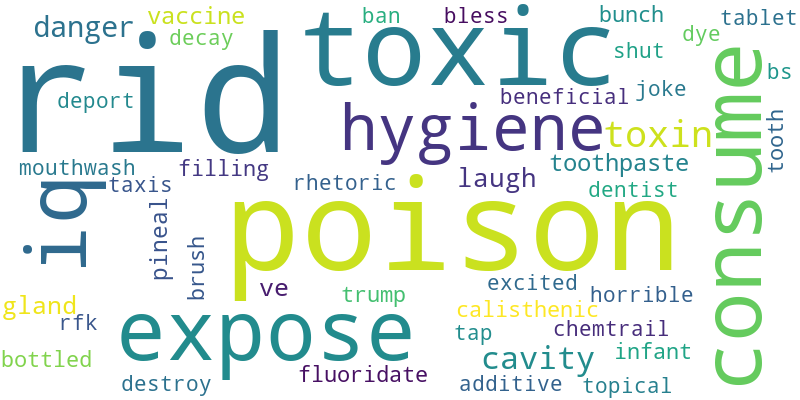 danger
vaccine
decay
ban
bless
bunch
tablet
rid
toxic
shut
dye
bs
deport
hygiene
beneficial
joke
consume
toxin
tooth
mouthwash
filling
toothpaste
iq
taxis
rhetoric
laugh
dentist
pineal
poison
brush
gland
rfk
ve
trump
excited
horrible
calisthenic
expose
tap
chemtrail
bottled
cavity
infant
destroy
fluoridate
additive
topical